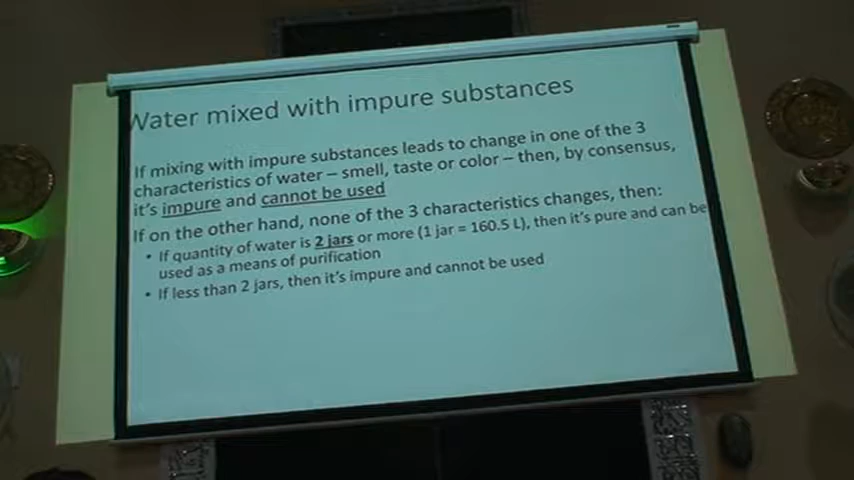 Water mixed with impure substances
If mixing with impure substances leads to change in one of the 3
characteristics of water – smell, taste or color – then, by consensus,
it's impure and cannot be used
If on the other hand, none of the 3 characteristics changes, then:
• If quantity of water is 2 jars or more (1 jar = 160.5 L), then it's pure and can be
used as a means of purification
• If less than 2 jars, then it's impure and cannot be used